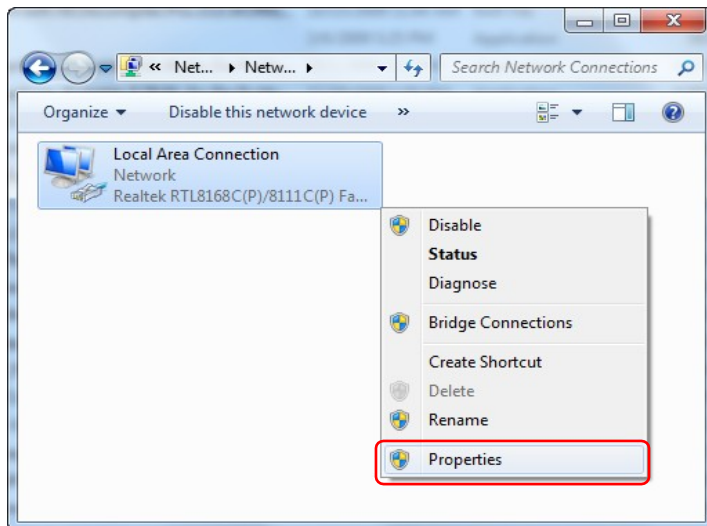 « Net... Netw...
Search Network Connections
Organize Disable this network device »
Local Area Connection
Network
Realtek RTL8168C(P)/8111C(P) Fa...
Disable
Status
Diagnose
Bridge Connections
Create Shortcut
Delete
Rename
Properties